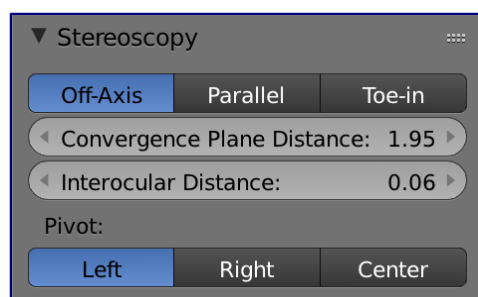 Stereoscopy
Off-Axis Parallel Toe-in
Convergence Plane Distance: 1.95
Interocular Distance: 0.06
Pivot:
Left Right Center